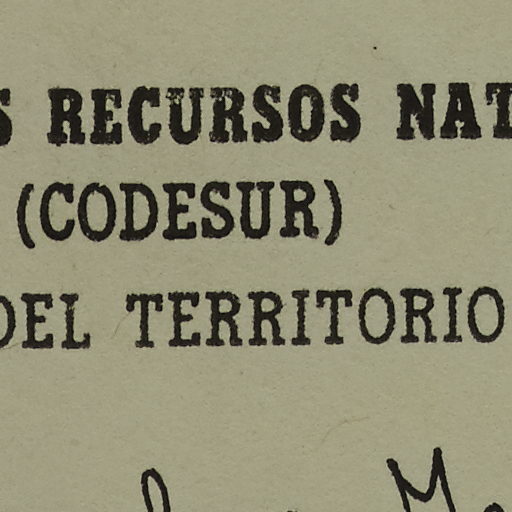 S RECURSOS NAT
(CODESUR)
DEL TERRITORIO